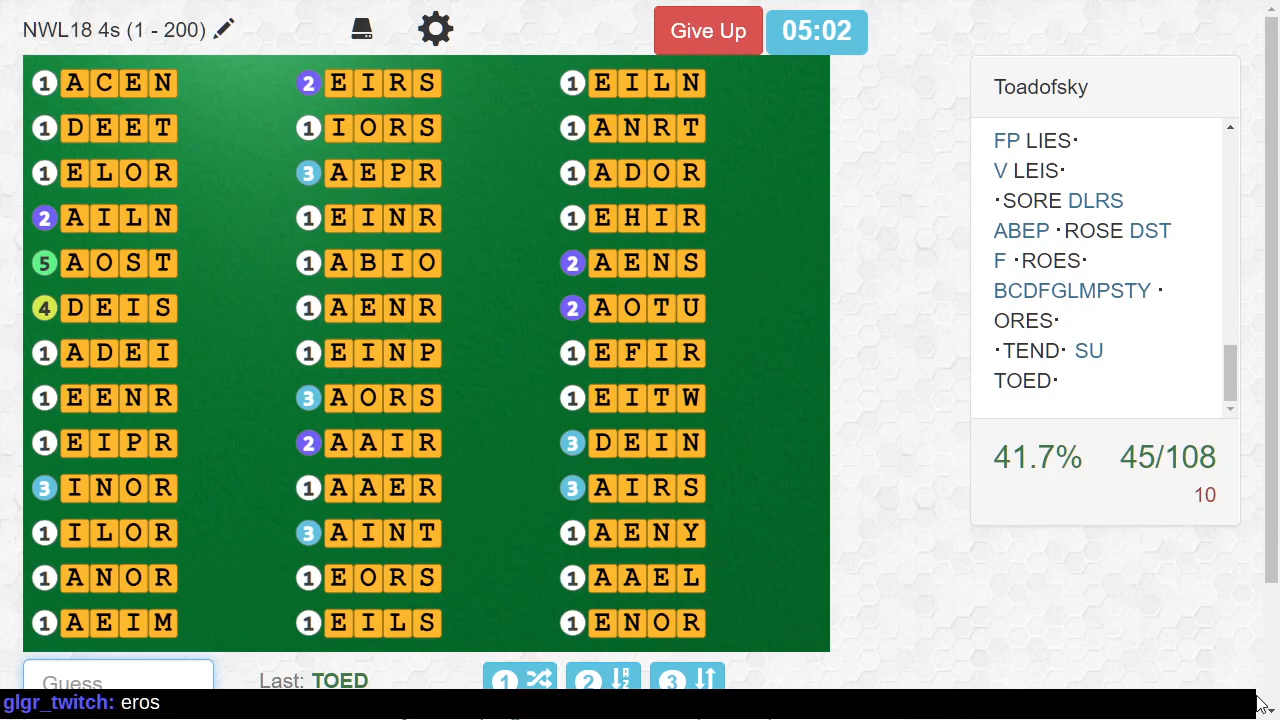 NWL18 4s (1 - 200)
Give Up
05:02
1 ACEN 2 EIRS 1 EILN
1 DEET 1 IORS 1 ANRT
1 ELOR 3 AEPR 1 ADOR
2 AILN 1 EINR 1 EHIR
5 AOST 1 ABIO 2 AENS
4 DEIS 1 AENR 2 AOTU
1 ADEI 1 EINP 1 EFIR
1 EENR 3 AORS 1 EITW
1 EIPR 2 AAIR 3 DEIN
3 INOR 1 AAER 3 AIRS
1 ILOR 3 AINT 1 AENY
1 ANOR 1 EORS 1 AAEL
1 AEIM 1 EILS 1 ENOR
Guess
Last: TOED
1 2 3
Toadofsky
FP LIES·
V LEIS·
·SORE DLRS
ABEP ·ROSE DST
F ·ROES·
BCDFGLMPSTY ·
ORES·
·TEND· SU
TOED·
41.7% 45/108
10
glgr_twitch: eros